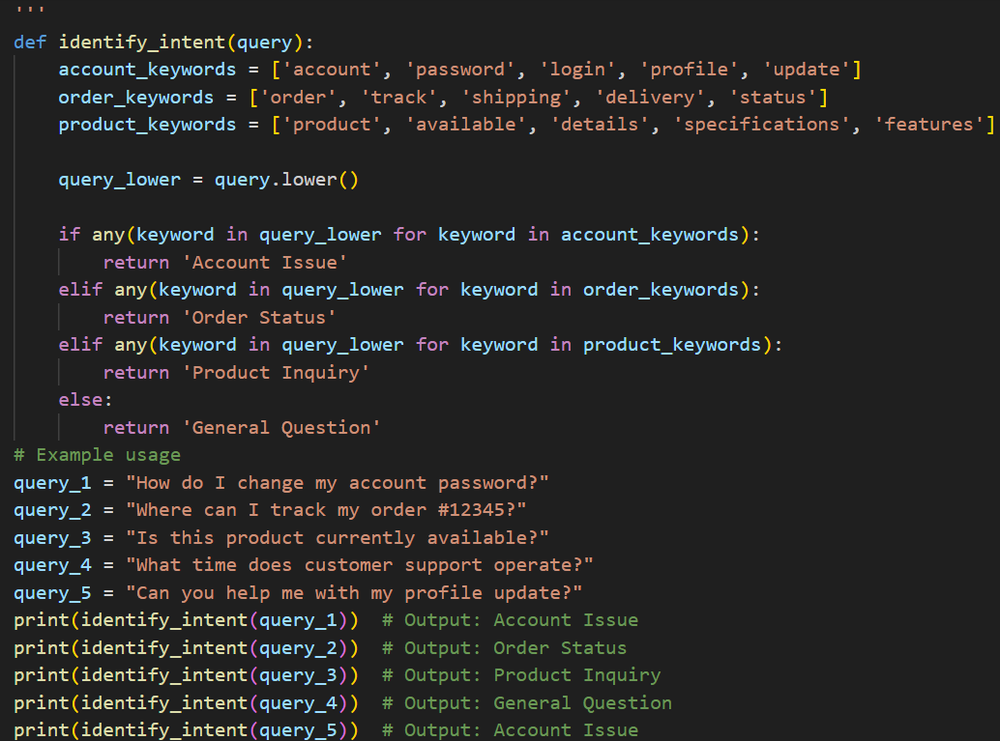 '''
def identify_intent(query):
    account_keywords = ['account', 'password', 'login', 'profile', 'update']
    order_keywords = ['order', 'track', 'shipping', 'delivery', 'status']
    product_keywords = ['product', 'available', 'details', 'specifications', 'features']

    query_lower = query.lower()

    if any(keyword in query_lower for keyword in account_keywords):
        return 'Account Issue'
    elif any(keyword in query_lower for keyword in order_keywords):
        return 'Order Status'
    elif any(keyword in query_lower for keyword in product_keywords):
        return 'Product Inquiry'
    else:
        return 'General Question'
# Example usage
query_1 = "How do I change my account password?"
query_2 = "Where can I track my order #12345?"
query_3 = "Is this product currently available?"
query_4 = "What time does customer support operate?"
query_5 = "Can you help me with my profile update?"
print(identify_intent(query_1))  # Output: Account Issue
print(identify_intent(query_2))  # Output: Order Status
print(identify_intent(query_3))  # Output: Product Inquiry
print(identify_intent(query_4))  # Output: General Question
print(identify_intent(query_5))  # Output: Account Issue